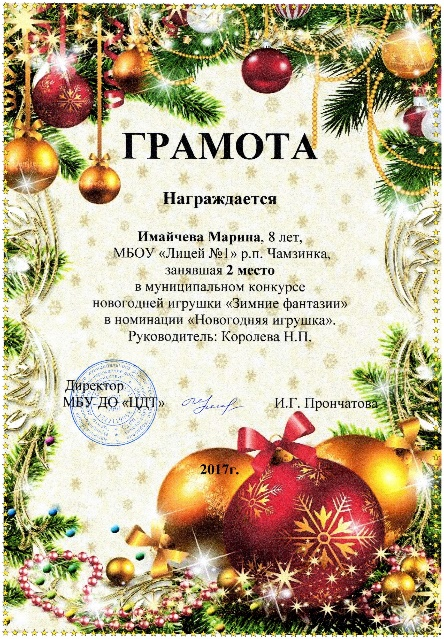 ГРАМОТА
Награждается
Имайчева Марина, 8 лет,
МБОУ «Лицей №1» р.п. Чамзинка,
занявшая 2 место
в муниципальном конкурсе
новогодней игрушки «Зимние фантазии»
в номинации «Новогодняя игрушка».
Руководитель: Королева Н.П.
Директор
МБУ ДО «ЦДТ» И.Г. Прончатова
2017г.